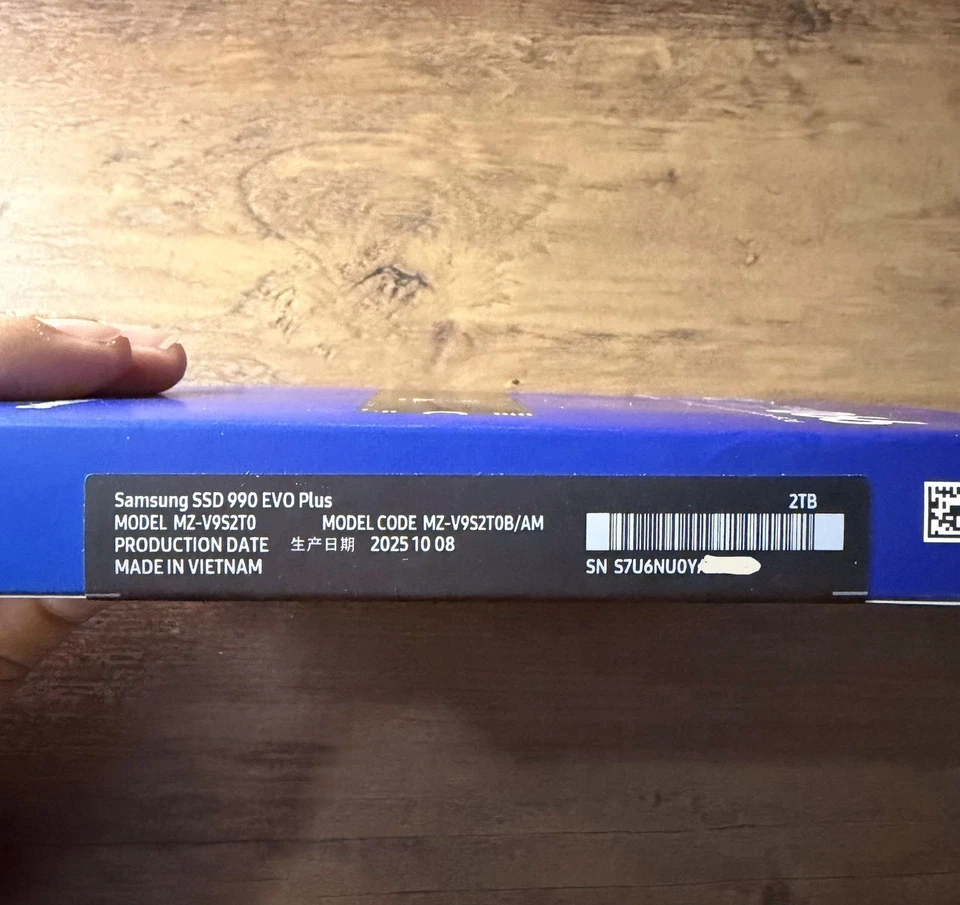 Samsung SSD 990 EVO Plus
2TB
MODEL MZ-V9S2T0 MODEL CODE MZ-V9S2T0B/AM
PRODUCTION DATE 生产日期 2025 10 08
MADE IN VIETNAM
SN S7U6NU0Y